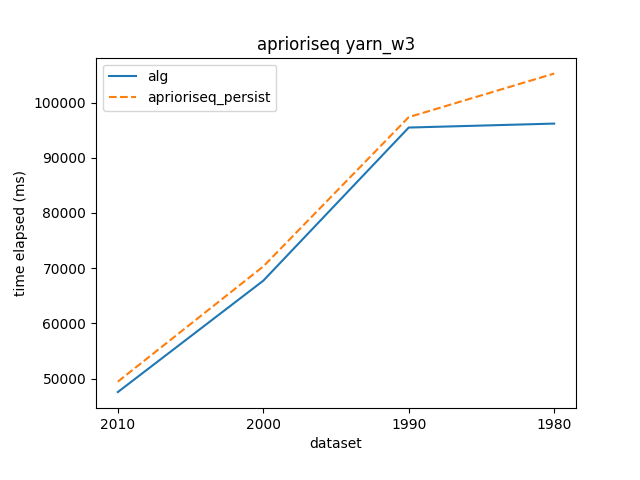 aprioriseq yarn_w3
alg
aprioriseq_persist
time elapsed (ms)
100000
90000
80000
70000
60000
50000
2010 2000 1990 1980
dataset